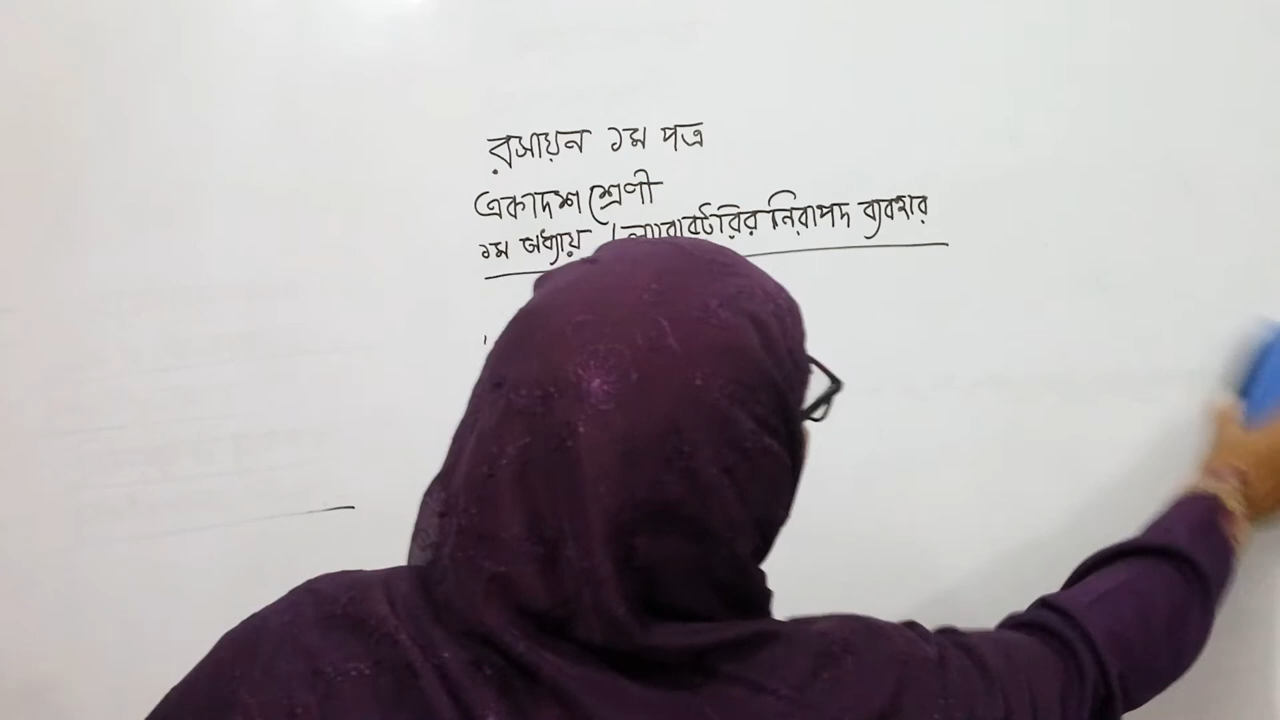 রসায়ন ১ম পত্র
একাদশ শ্রেণী
১ম অধ্যায় ল্যাবরেটরির নিরাপদ ব্যবহার